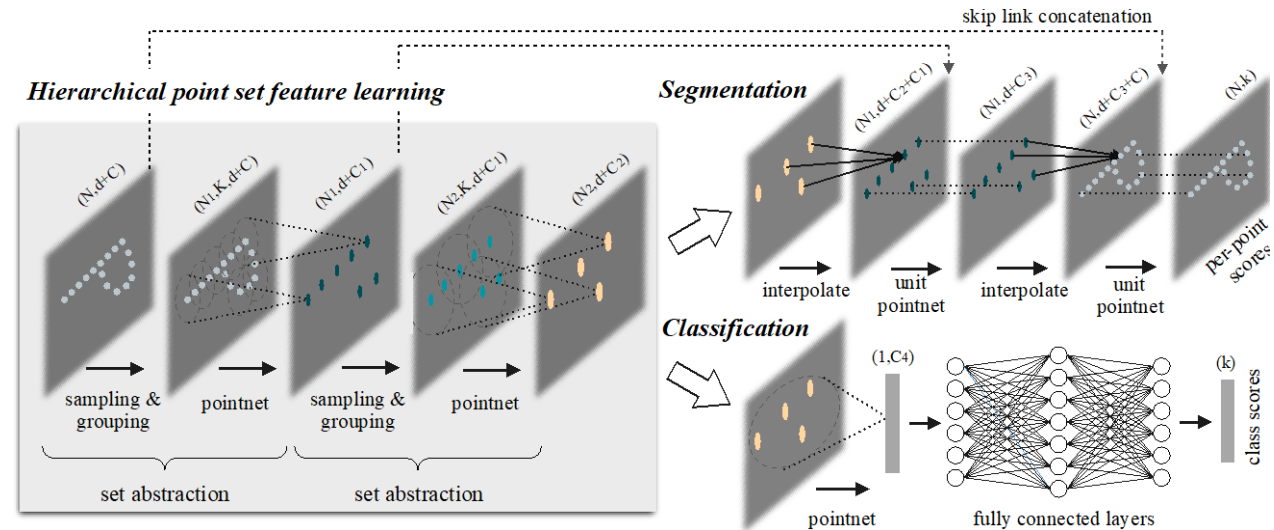 skip link concatenation
Hierarchical point set feature learning
(N,d+C)
(N1,K,d+C)
(N1,d+C1)
(N2,K,d+C1)
(N2,d+C2)
sampling &
grouping
pointnet
sampling &
grouping
pointnet
set abstraction
set abstraction
Segmentation
(N1,d+C2+C1)
(N1,d+C3)
(N,d+C3+C)
(N,k)
per-point
scores
interpolate
unit
pointnet
interpolate
unit
pointnet
Classification
(1,C4)
(k)
class scores
pointnet
fully connected layers